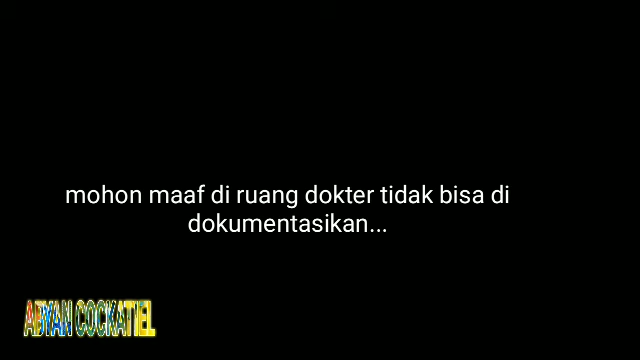 mohon maaf di ruang dokter tidak bisa di
dokumentasikan...
ABYAN COCKATIEL